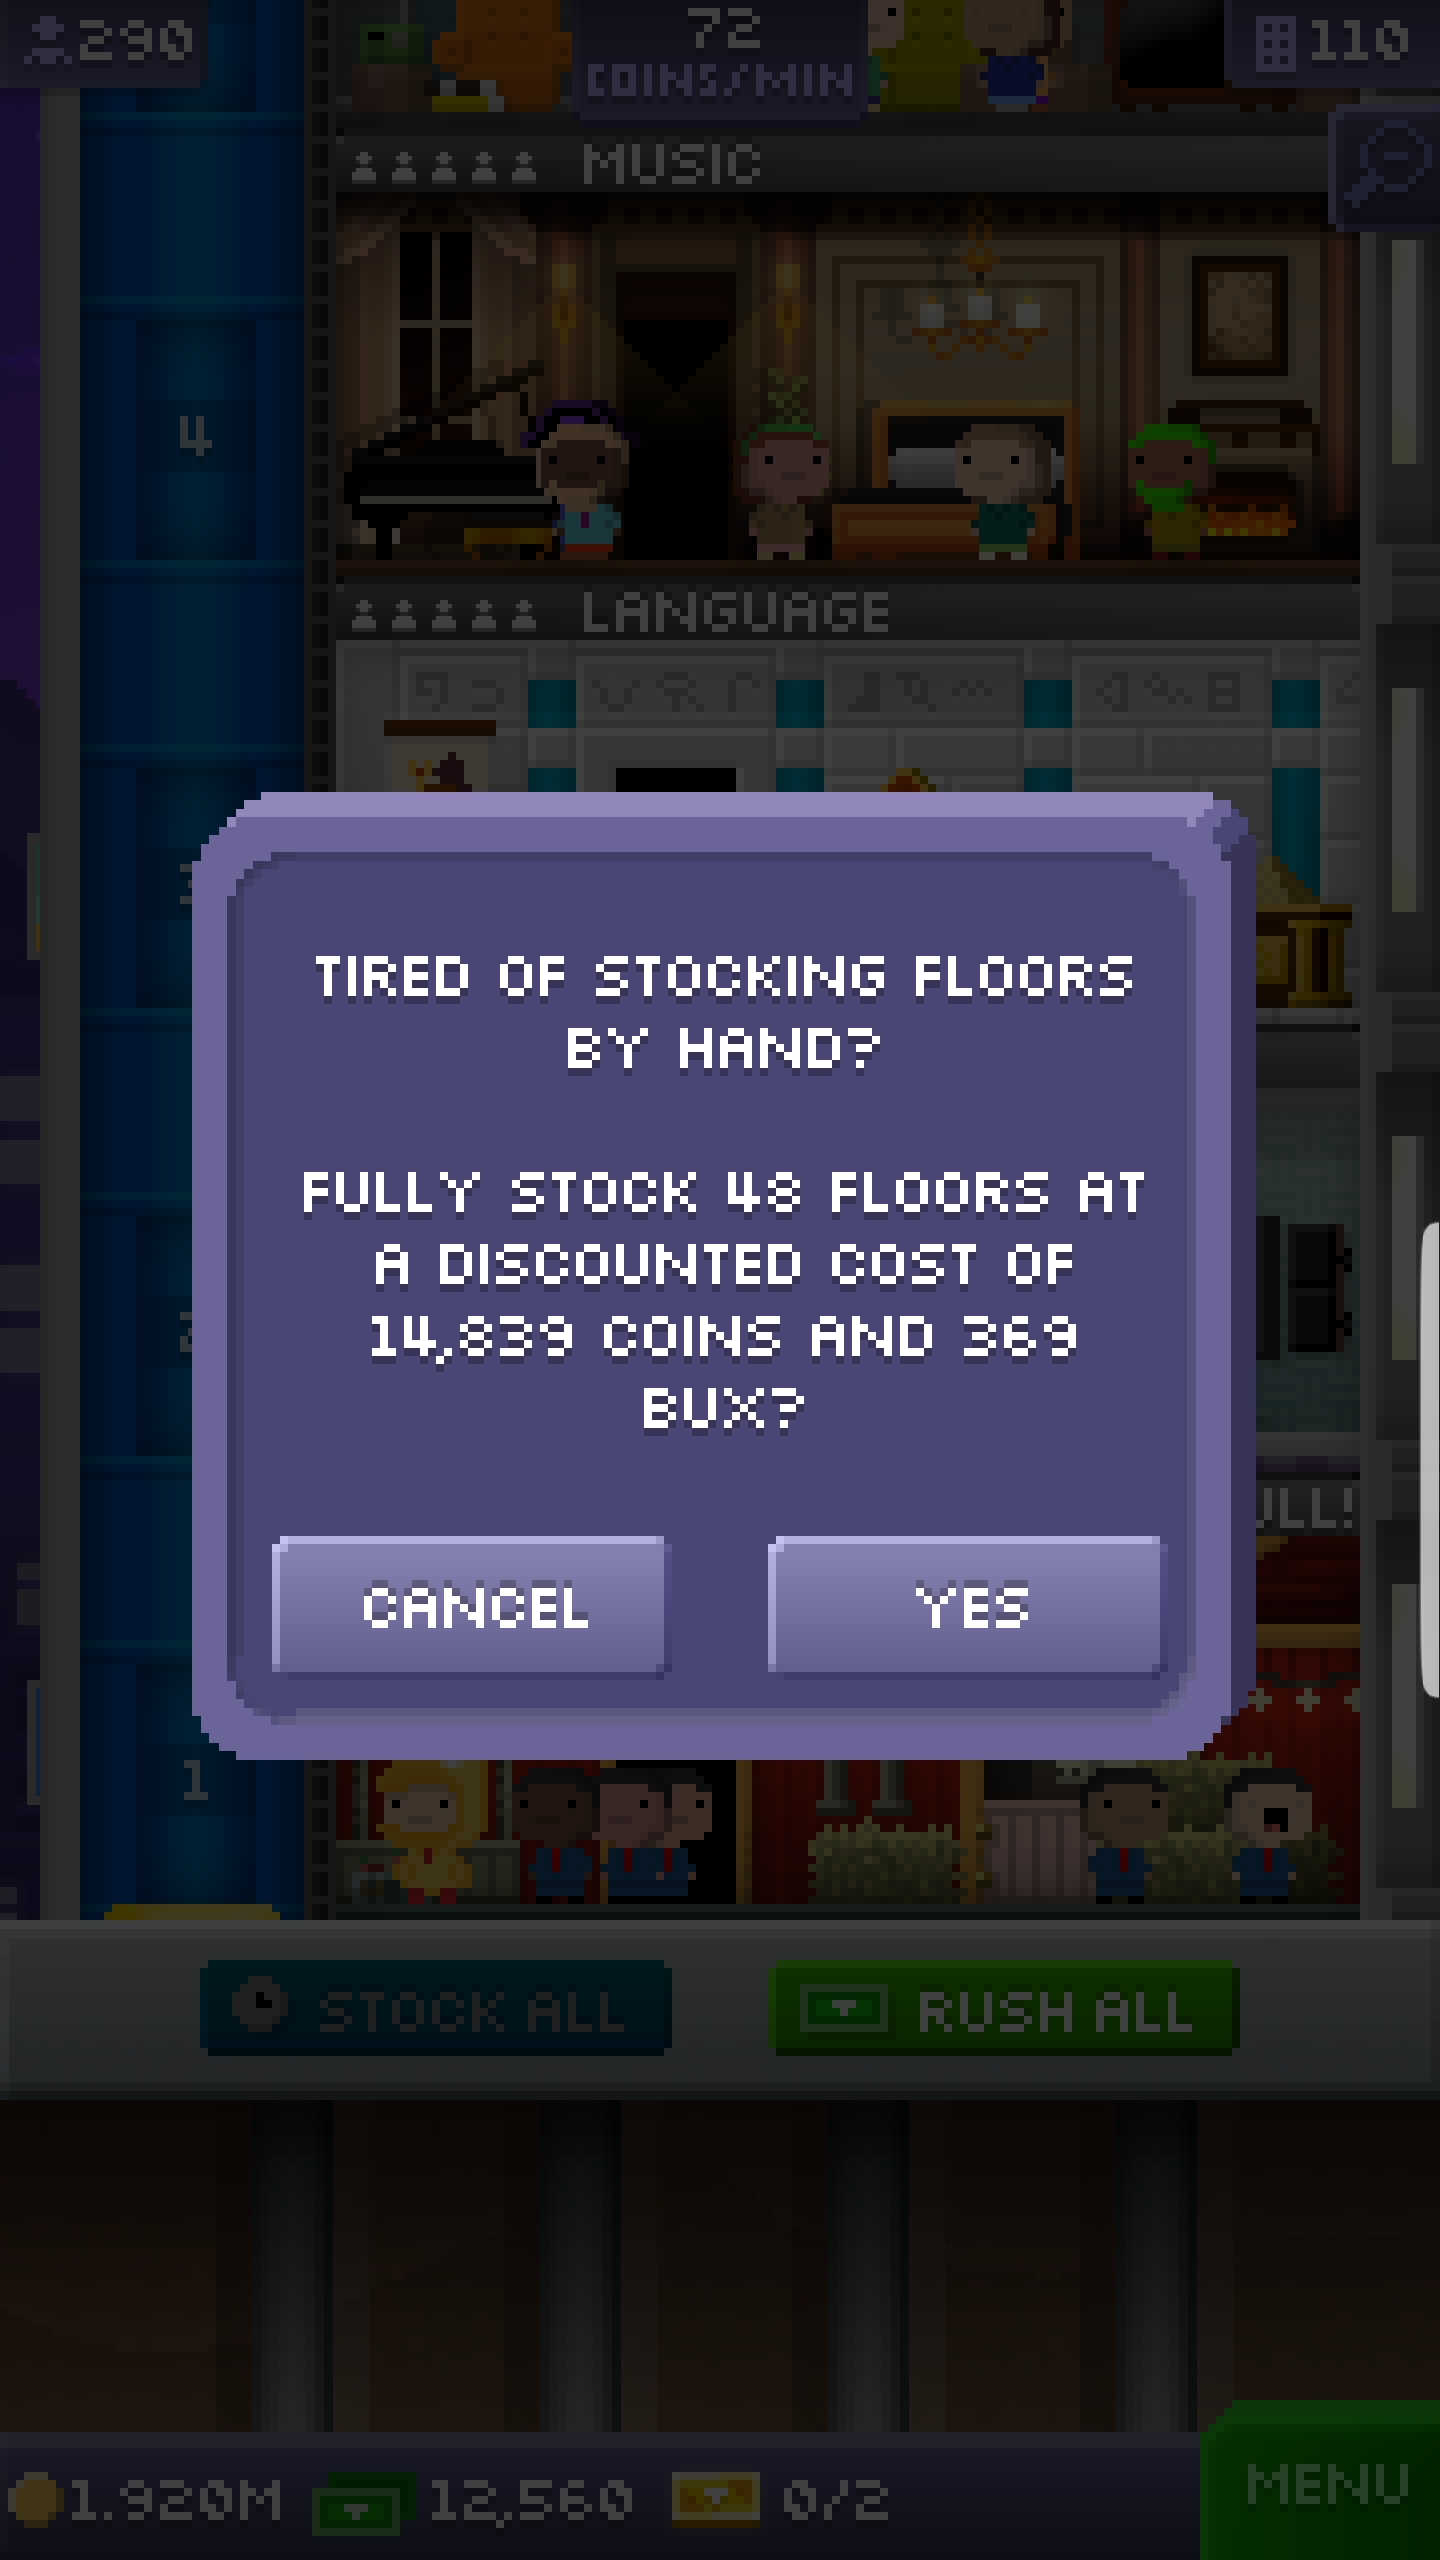 290
72
COINS/MIN
110
MUSIC
4
LANGUAGE
TIRED OF STOCKING FLOORS
BY HAND?
FULLY STOCK 48 FLOORS AT
A DISCOUNTED COST OF
14,839 COINS AND 369
BUX?
CANCEL
YES
1
STOCK ALL
RUSH ALL
1.920M
12,560
0/2
MENU